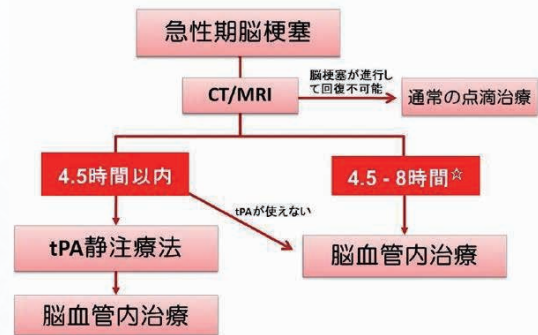 急性期脳梗塞
CT/MRI
脳梗塞が進行し
て回復不可能
通常の点滴治療
4.5時間以内
4.5 - 8時間☆
tPAが使えない
tPA静注療法
脳血管内治療
脳血管内治療